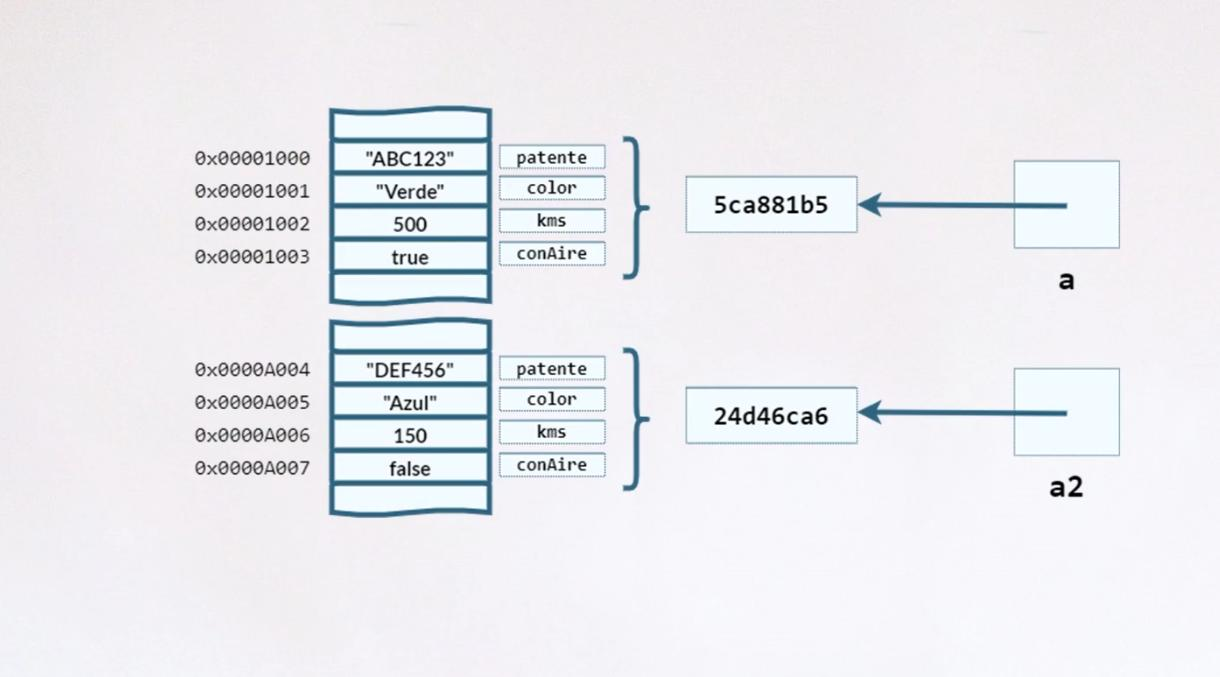 0x00001000 "ABC123" patente
0x00001001 "Verde" color
0x00001002 500 kms
0x00001003 true conAire
5ca881b5
a
0x0000A004 "DEF456" patente
0x0000A005 "Azul" color
0x0000A006 150 kms
0x0000A007 false conAire
24d46ca6
a2